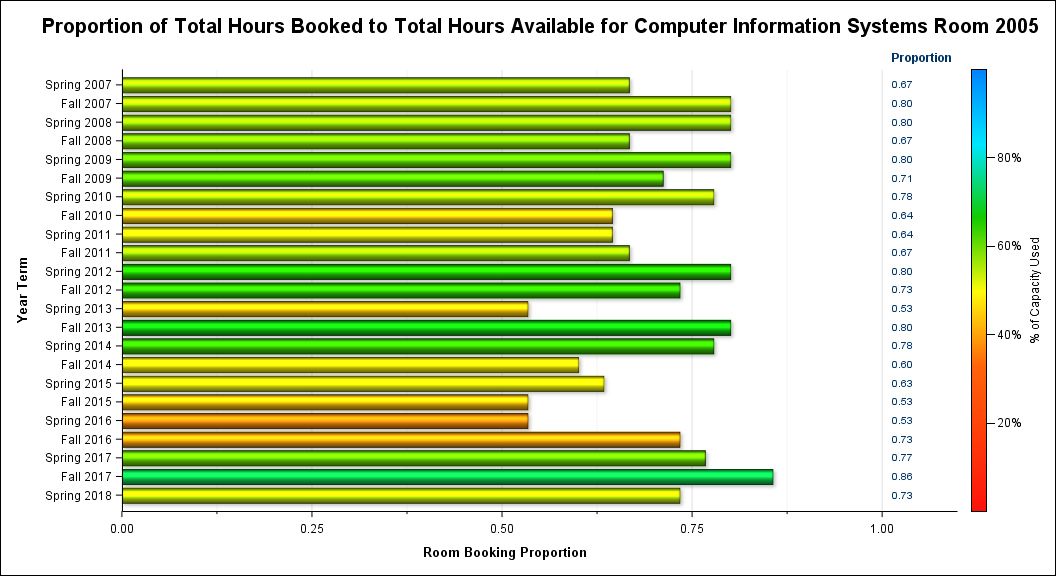 Proportion of Total Hours Booked to Total Hours Available for Computer Information Systems Room 2005
Proportion
Spring 2007 0.67
Fall 2007 0.80
Spring 2008 0.80
Fall 2008 0.67
Spring 2009 0.80
Fall 2009 0.71
Spring 2010 0.78
Fall 2010 0.64
Spring 2011 0.64
Fall 2011 0.67
Spring 2012 0.80
Fall 2012 0.73
Spring 2013 0.53
Fall 2013 0.80
Spring 2014 0.78
Fall 2014 0.60
Spring 2015 0.63
Fall 2015 0.53
Spring 2016 0.53
Fall 2016 0.73
Spring 2017 0.77
Fall 2017 0.86
Spring 2018 0.73
Year Term
80%
60%
40%
20%
% of Capacity Used
0.00 0.25 0.50 0.75 1.00
Room Booking Proportion